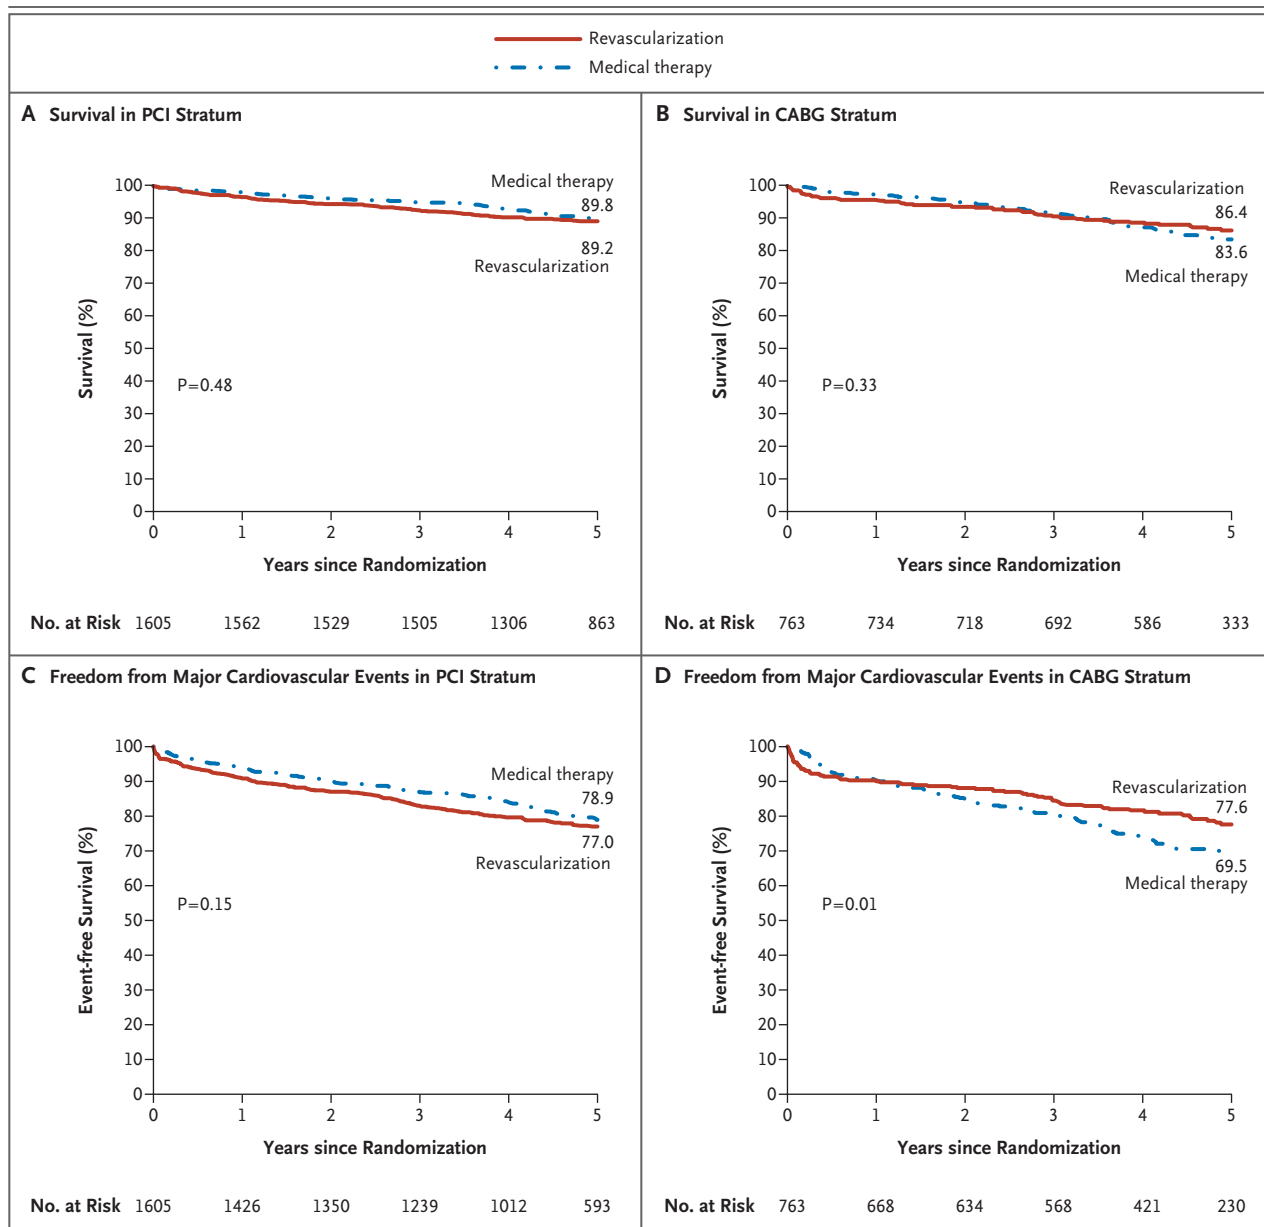 Revascularization
Medical therapy
A Survival in PCI Stratum
100
90
80
70
60
50
40
30
20
10
0
Survival (%)
Medical therapy
89.8
89.2
Revascularization
P=0.48
0 1 2 3 4 5
Years since Randomization
No. at Risk 1605 1562 1529 1505 1306 863
B Survival in CABG Stratum
100
90
80
70
60
50
40
30
20
10
0
Survival (%)
Revascularization
86.4
83.6
Medical therapy
P=0.33
0 1 2 3 4 5
Years since Randomization
No. at Risk 763 734 718 692 586 333
C Freedom from Major Cardiovascular Events in PCI Stratum
100
90
80
70
60
50
40
30
20
10
0
Event-free Survival (%)
Medical therapy
78.9
77.0
Revascularization
P=0.15
0 1 2 3 4 5
Years since Randomization
No. at Risk 1605 1426 1350 1239 1012 593
D Freedom from Major Cardiovascular Events in CABG Stratum
100
90
80
70
60
50
40
30
20
10
0
Event-free Survival (%)
Revascularization
77.6
69.5
Medical therapy
P=0.01
0 1 2 3 4 5
Years since Randomization
No. at Risk 763 668 634 568 421 230